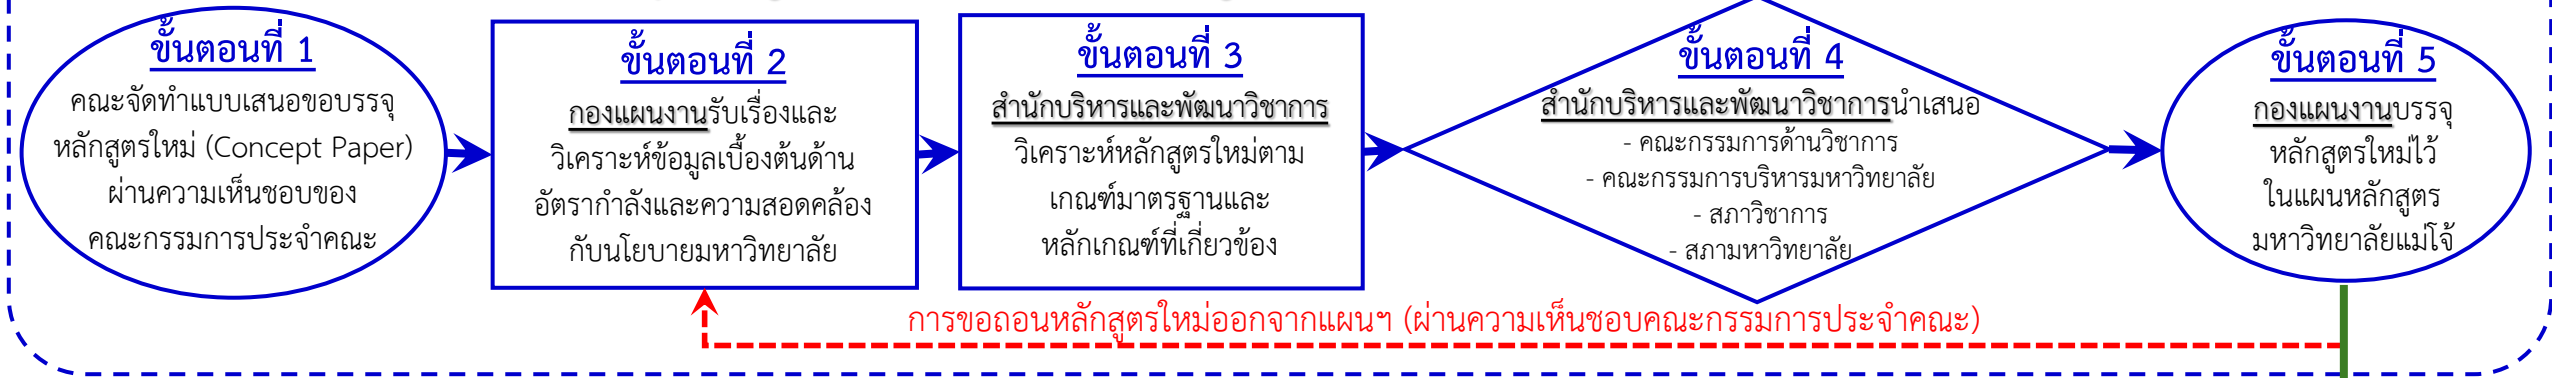 ขั้นตอนที่ 1
คณะจัดทำแบบเสนอขอบรรจุ
หลักสูตรใหม่ (Concept Paper)
ผ่านความเห็นชอบของ
คณะกรรมการประจำคณะ
ขั้นตอนที่ 2
กองแผนงานรับเรื่องและ
วิเคราะห์ข้อมูลเบื้องต้นด้าน
อัตรากำลังและความสอดคล้อง
กับนโยบายมหาวิทยาลัย
ขั้นตอนที่ 3
สำนักบริหารและพัฒนาวิชาการ
วิเคราะห์หลักสูตรใหม่ตาม
เกณฑ์มาตรฐานและ
หลักเกณฑ์ที่เกี่ยวข้อง
ขั้นตอนที่ 4
สำนักบริหารและพัฒนาวิชาการนำเสนอ
- คณะกรรมการด้านวิชาการ
- คณะกรรมการบริหารมหาวิทยาลัย
- สภาวิชาการ
- สภามหาวิทยาลัย
ขั้นตอนที่ 5
กองแผนงานบรรจุ
หลักสูตรใหม่ไว้
ในแผนหลักสูตร
มหาวิทยาลัยแม่โจ้
การขอถอนหลักสูตรใหม่ออกจากแผนฯ (ผ่านความเห็นชอบคณะกรรมการประจำคณะ)